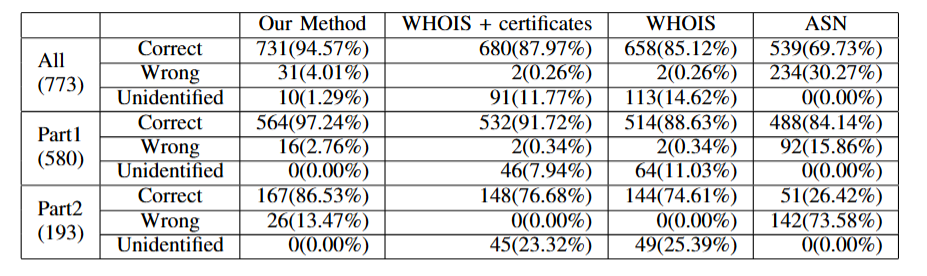 Our Method WHOIS + certificates WHOIS ASN
All (773) Correct 731(94.57%) 680(87.97%) 658(85.12%) 539(69.73%)
Wrong 31(4.01%) 2(0.26%) 2(0.26%) 234(30.27%)
Unidentified 10(1.29%) 91(11.77%) 113(14.62%) 0(0.00%)
Part1 (580) Correct 564(97.24%) 532(91.72%) 514(88.63%) 488(84.14%)
Wrong 16(2.76%) 2(0.34%) 2(0.34%) 92(15.86%)
Unidentified 0(0.00%) 46(7.94%) 64(11.03%) 0(0.00%)
Part2 (193) Correct 167(86.53%) 148(76.68%) 144(74.61%) 51(26.42%)
Wrong 26(13.47%) 0(0.00%) 0(0.00%) 142(73.58%)
Unidentified 0(0.00%) 45(23.32%) 49(25.39%) 0(0.00%)